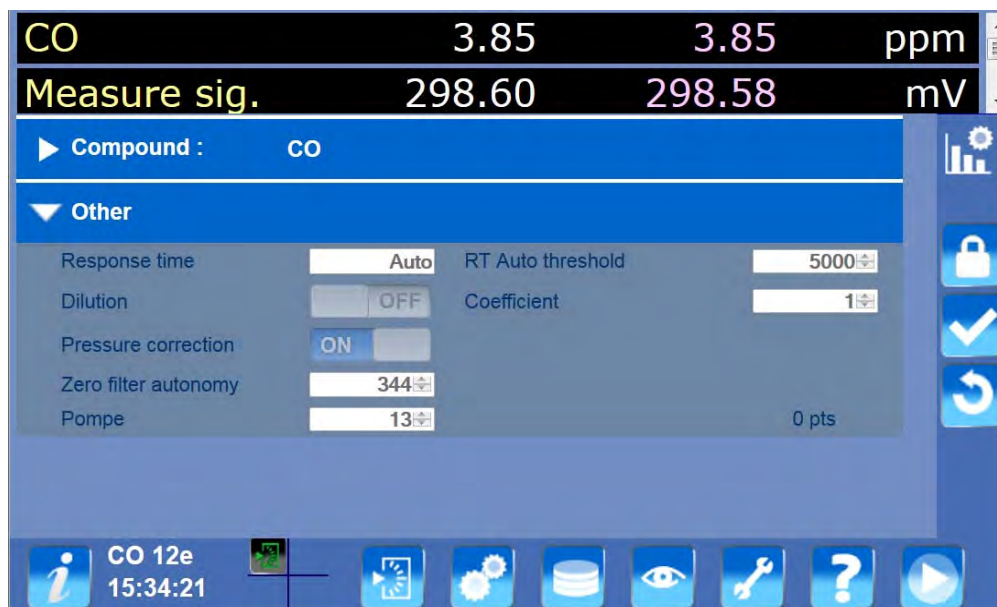 CO 3.85 3.85 ppm
Measure sig. 298.60 298.58 mV
Compound : CO
Other
Response time Auto RT Auto threshold 5000
Dilution OFF Coefficient 1
Pressure correction ON
Zero filter autonomy 344
Pompe 13 0 pts
CO 12e
15:34:21